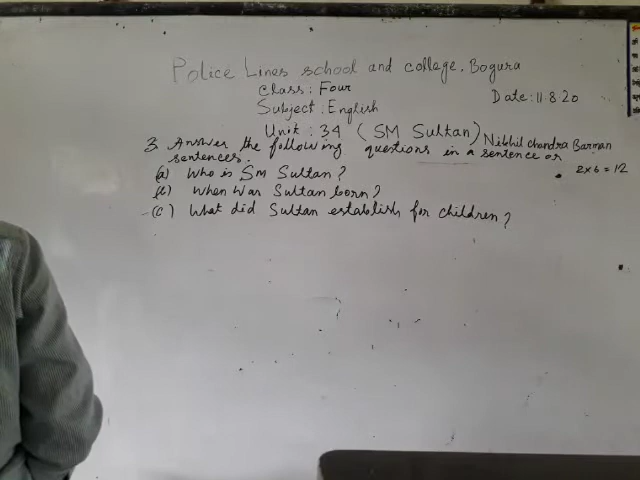 Police Lines school and college. Bogura
Class: Four
Date: 11.8.20
Subject: English
Unit: 34 (SM Sultan) Nikhil Chandra Barman
3. Answer the following questions in a sentence or
sentences.
2x6=12
(a) Who is SM Sultan?
(b) When was Sultan born?
(c) What did Sultan establish for children?